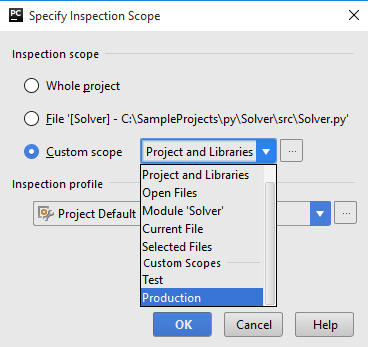 PC Specify Inspection Scope
Inspection scope
Whole project
File '[Solver] - C:\SampleProjects\py\Solver\src\Solver.py'
Custom scope Project and Libraries ...
Project and Libraries
Open Files
Module 'Solver'
Current File
Selected Files
Custom Scopes
Test
Production
Inspection profile
Project Default ...
OK Cancel Help